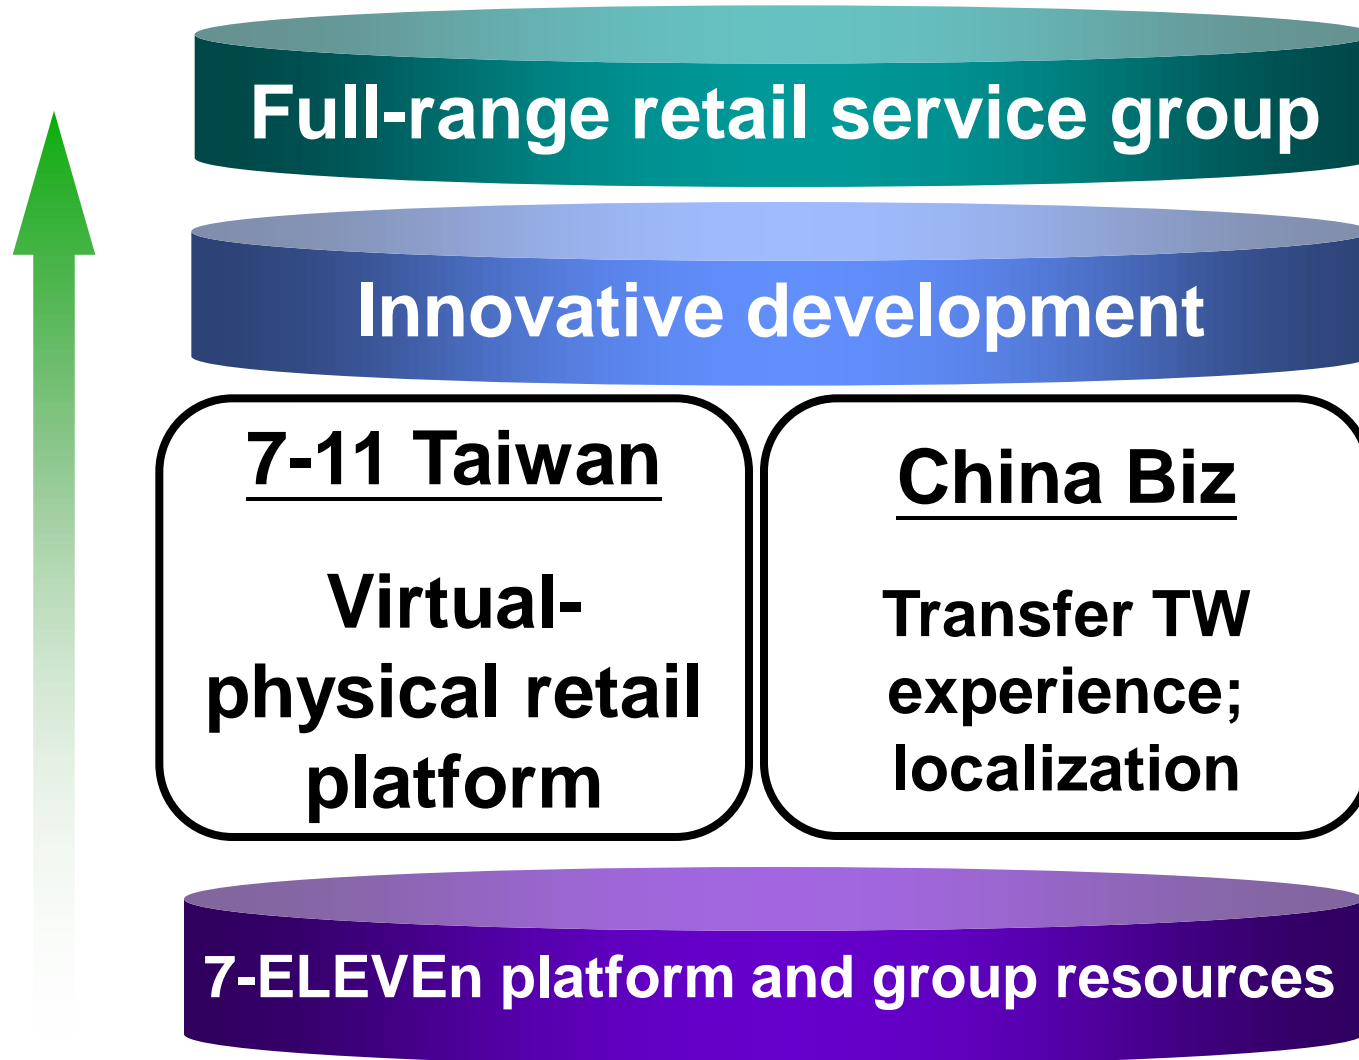 Full-range retail service group
Innovative development
7-11 Taiwan
Virtual-
physical retail
platform
China Biz
Transfer TW
experience;
localization
7-ELEVEn platform and group resources